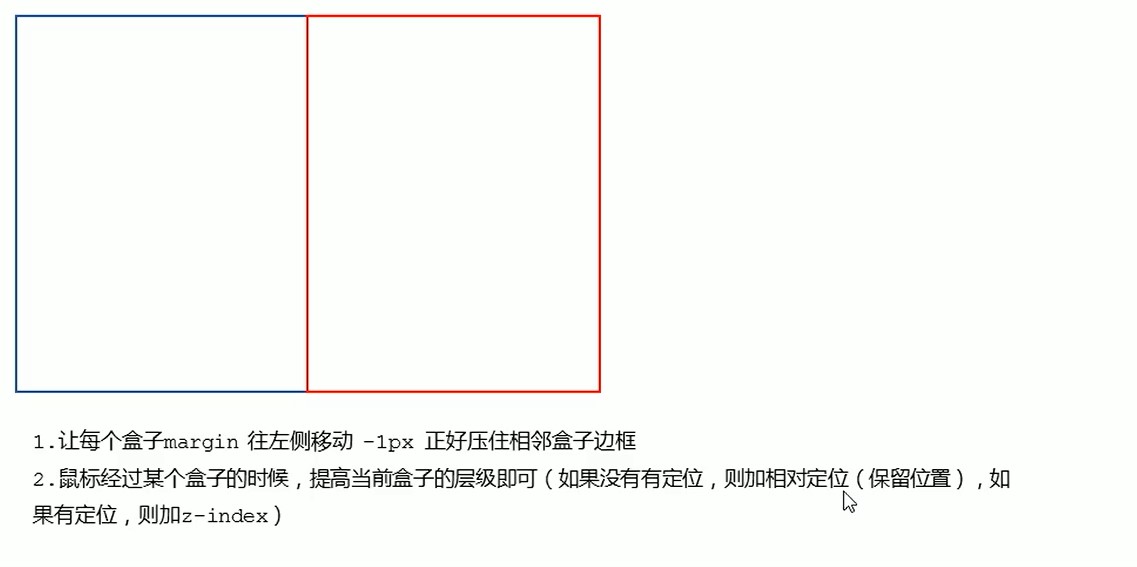 1.让每个盒子margin 往左侧移动 -1px 正好压住相邻盒子边框
2.鼠标经过某个盒子的时候，提高当前盒子的层级即可（如果没有有定位，则加相对定位（保留位置），如
果有定位，则加z-index）